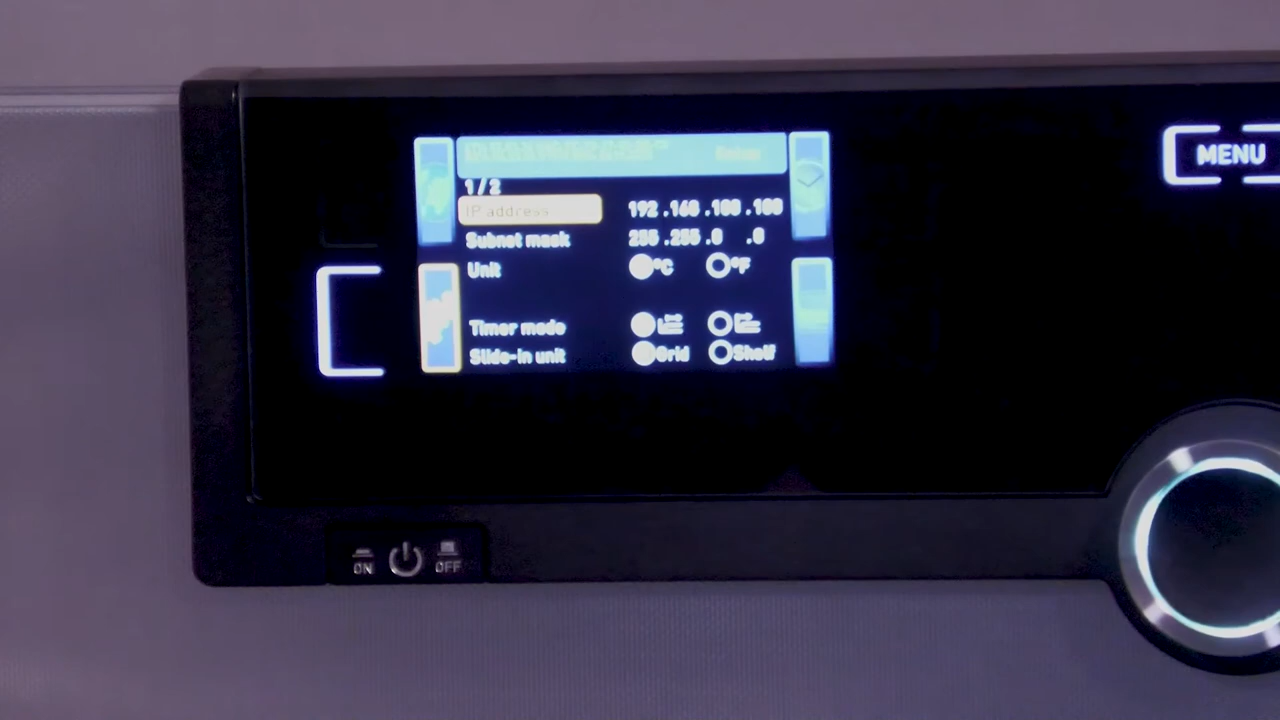 Setup
1/2
IP address 192.168.100.100
Subnet mask 255.255.0.0
Unit °C °F
Timer mode
Slide-in unit Grid Shelf
MENU
ON OFF